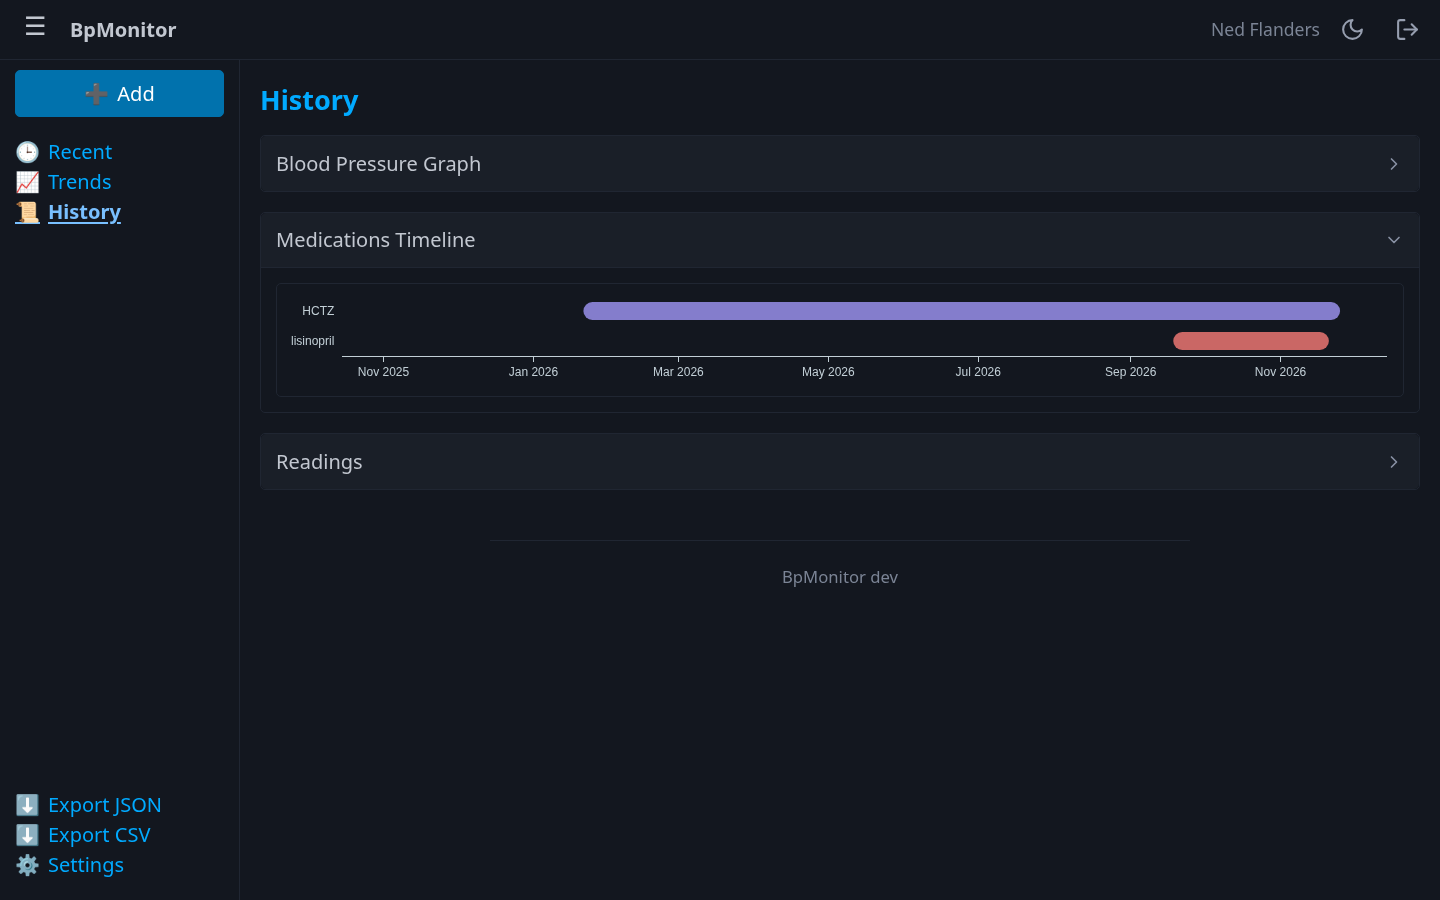 ☰ BpMonitor
Ned Flanders
➕ Add
🕒 Recent
📈 Trends
📜 History
⬇️ Export JSON
⬇️ Export CSV
⚙️ Settings
History
Blood Pressure Graph
Medications Timeline
HCTZ
lisinopril
Nov 2025 Jan 2026 Mar 2026 May 2026 Jul 2026 Sep 2026 Nov 2026
Readings
BpMonitor dev